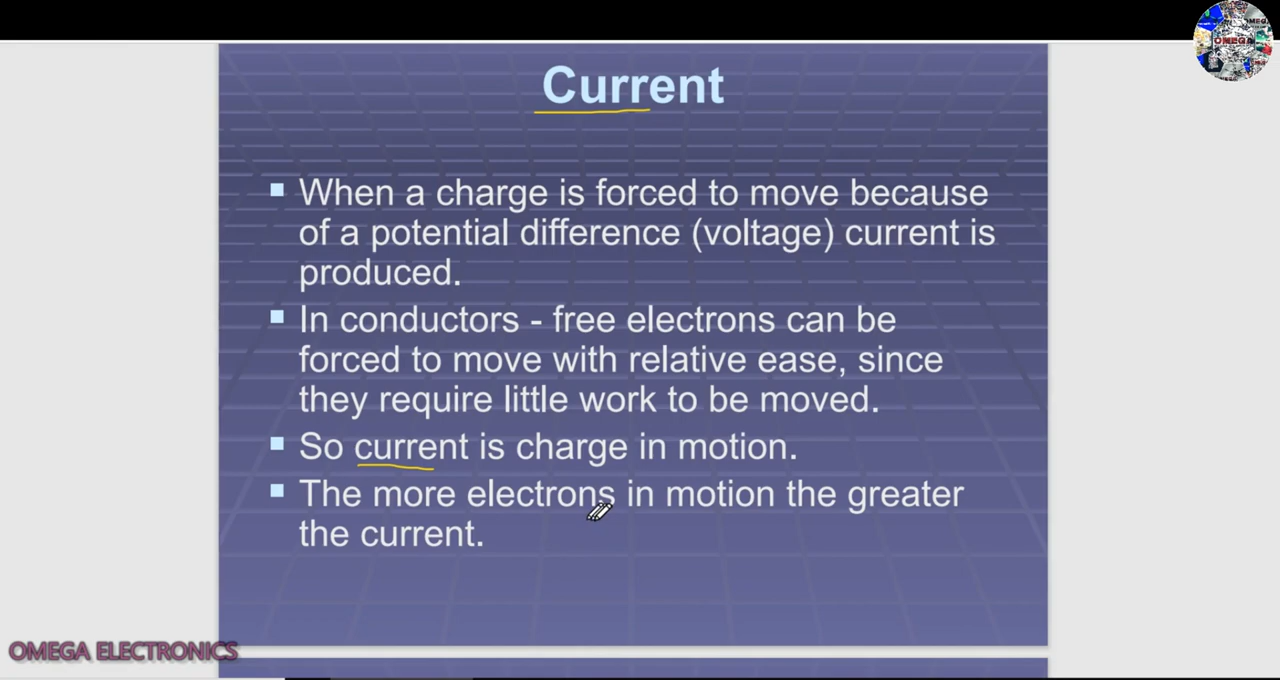 Current
When a charge is forced to move because
of a potential difference (voltage) current is
produced.
In conductors - free electrons can be
forced to move with relative ease, since
they require little work to be moved.
So current is charge in motion.
The more electrons in motion the greater
the current.
OMEGA ELECTRONICS
OMEGA